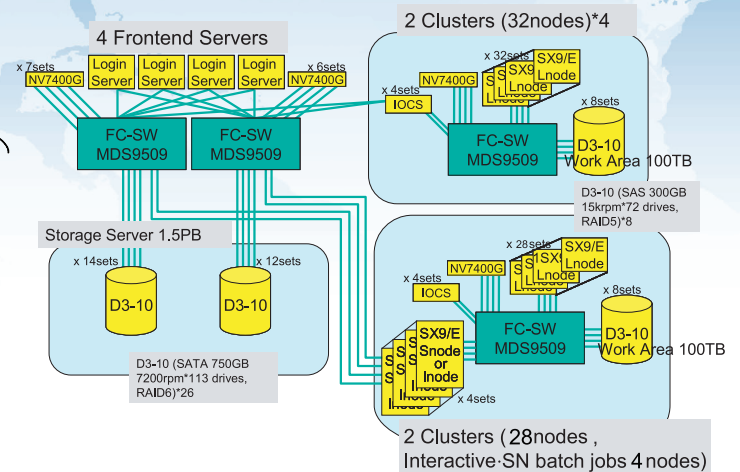 4 Frontend Servers
x 7sets
NV7400G
Login
Server
Login
Server
Login
Server
Login
Server
x 6sets
NV7400G
FC-SW
MDS9509
FC-SW
MDS9509
Storage Server 1.5PB
x 14sets
D3-10
x 12sets
D3-10
D3-10 (SATA 750GB
7200rpm*113 drives,
RAID6)*26
2 Clusters (32nodes)*4
x 4sets
IOCS
NV7400G
x 32sets
SX9
SX9/E
Lnode
FC-SW
MDS9509
x 8sets
D3-10
Work Area 100TB
D3-10 (SAS 300GB
15krpm*72 drives,
RAID5)*8
x 4sets
IOCS
NV7400G
x 28sets
SX9/E
Lnode
Lnode
FC-SW
MDS9509
x 8sets
D3-10
Work Area 100TB
SX9/E
Snode
or
Inode
x 4sets
2 Clusters (28nodes ,
Interactive·SN batch jobs 4nodes)